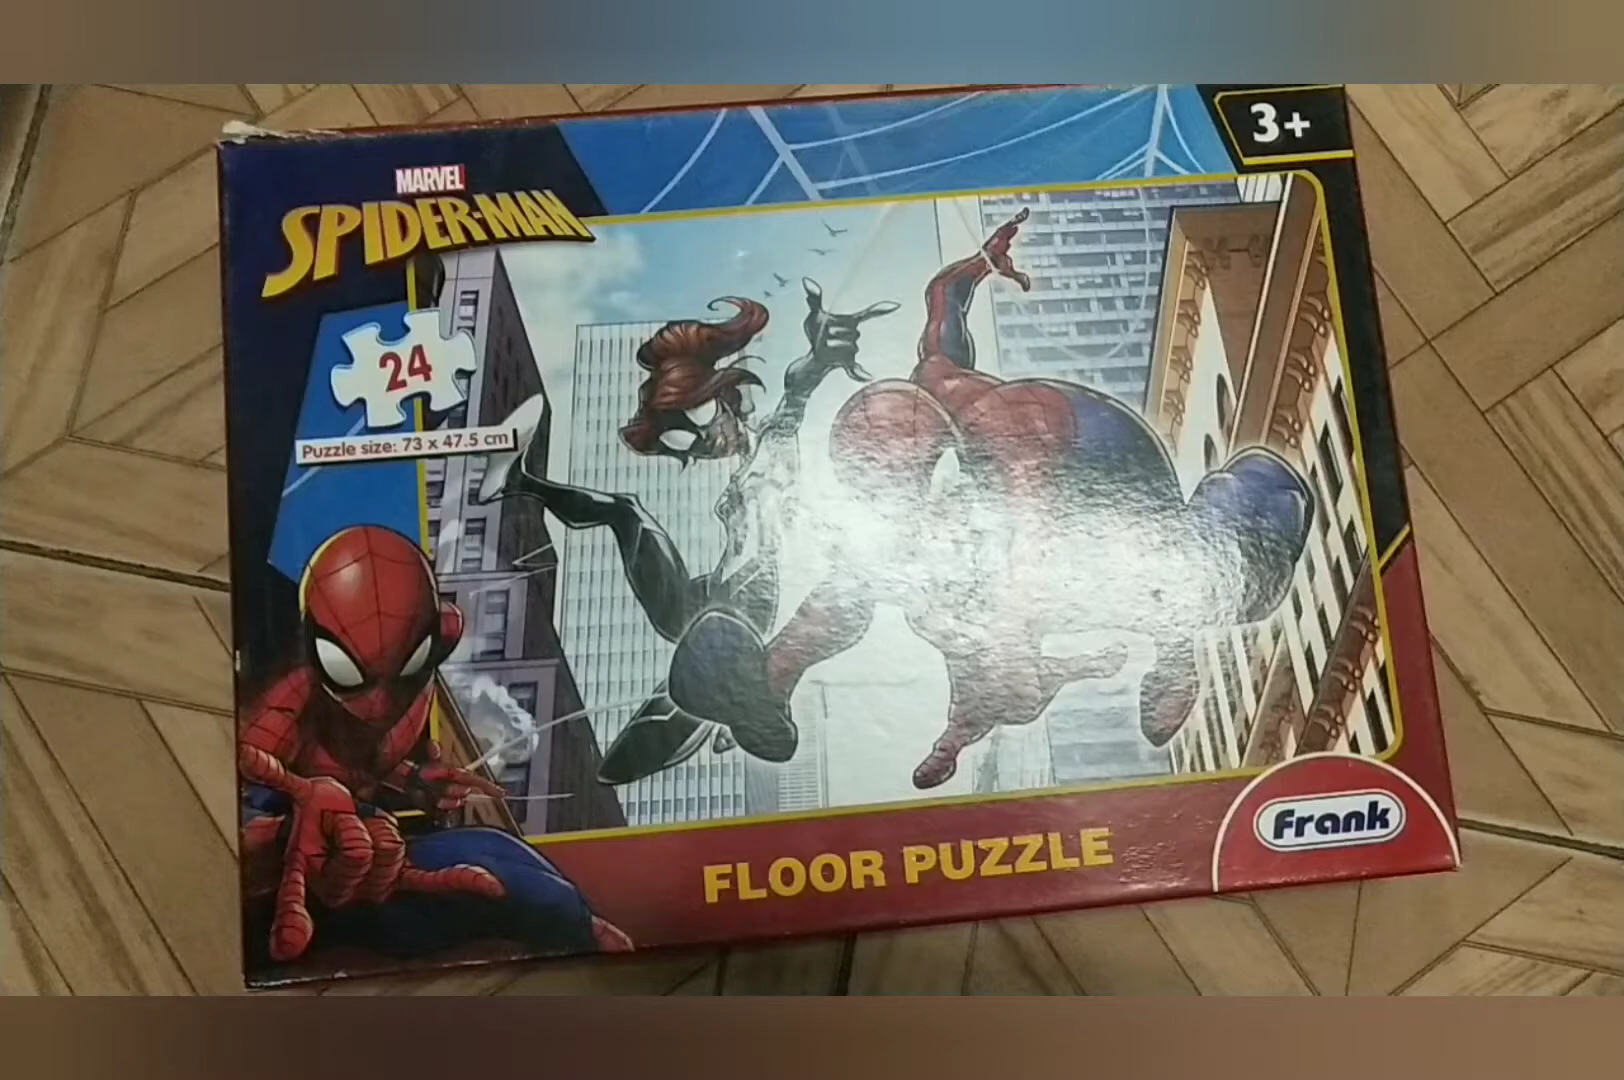 3+
MARVEL
SPIDER-MAN
24
Puzzle size: 73 x 47.5 cm
FLOOR PUZZLE
Frank